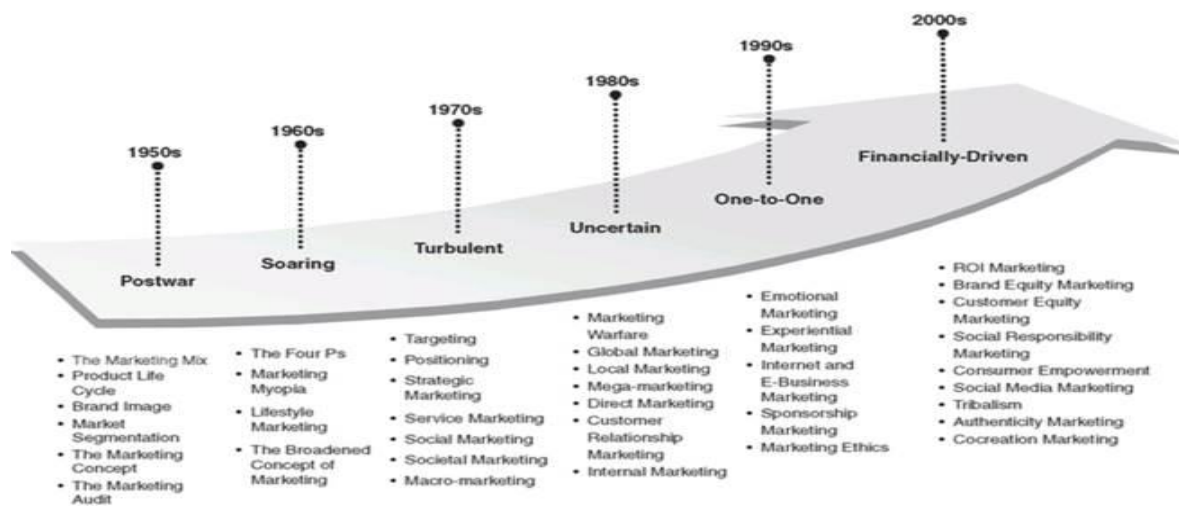 1950s
Postwar
• The Marketing Mix
• Product Life
Cycle
• Brand Image
• Market
Segmentation
• The Marketing
Concept
• The Marketing
Audit
1960s
Soaring
• The Four Ps
• Marketing
Myopia
• Lifestyle
Marketing
• The Broadened
Concept of
Marketing
1970s
Turbulent
• Targeting
• Positioning
• Strategic
Marketing
• Service Marketing
• Social Marketing
• Societal Marketing
• Macro-marketing
1980s
Uncertain
• Marketing
Warfare
• Global Marketing
• Local Marketing
• Mega-marketing
• Direct Marketing
• Customer
Relationship
Marketing
• Internal Marketing
1990s
One-to-One
• Emotional
Marketing
• Experiential
Marketing
• Internet and
E-Business
Marketing
• Sponsorship
Marketing
• Marketing Ethics
2000s
Financially-Driven
• ROI Marketing
• Brand Equity Marketing
• Customer Equity
Marketing
• Social Responsibility
Marketing
• Consumer Empowerment
• Social Media Marketing
• Tribalism
• Authenticity Marketing
• Cocreation Marketing